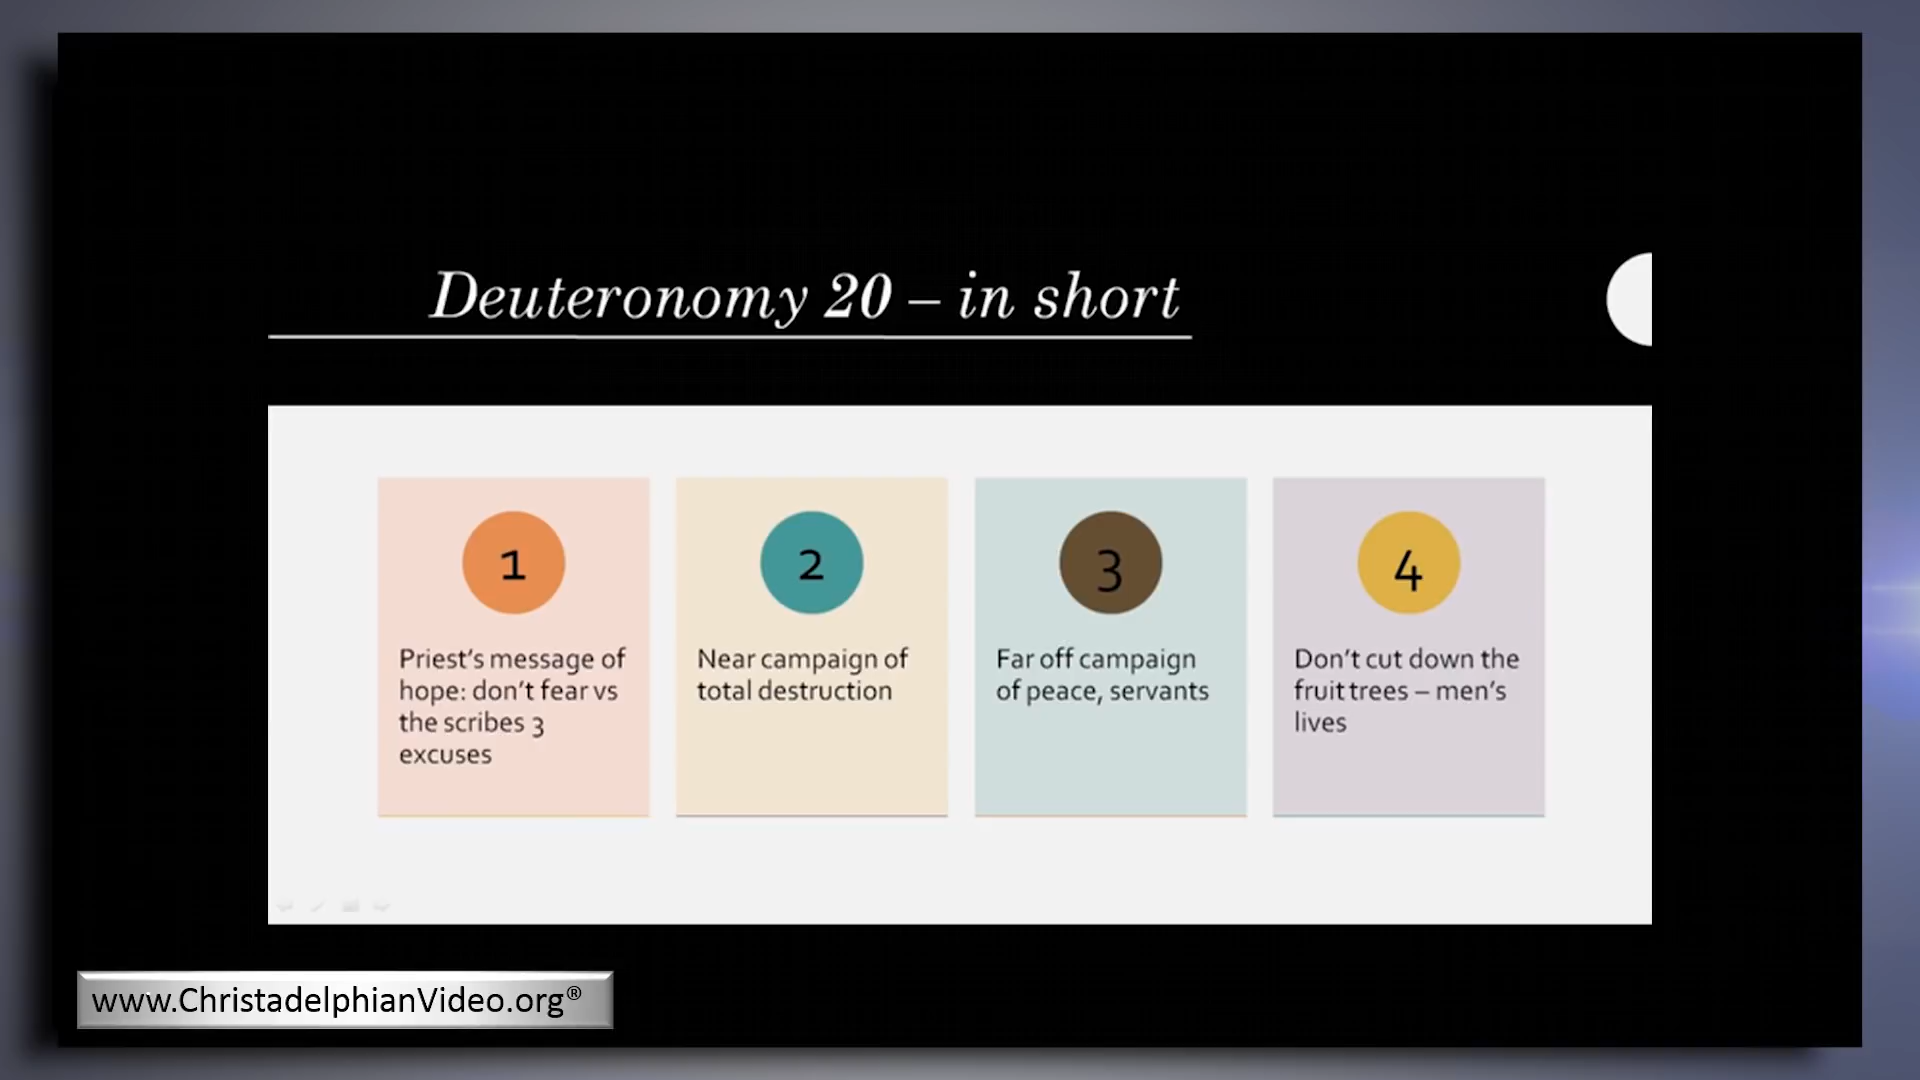 Deuteronomy 20 – in short
1
Priest's message of
hope: don't fear vs
the scribes 3
excuses
2
Near campaign of
total destruction
3
Far off campaign
of peace, servants
4
Don't cut down the
fruit trees – men's
lives
www.ChristadelphianVideo.org®